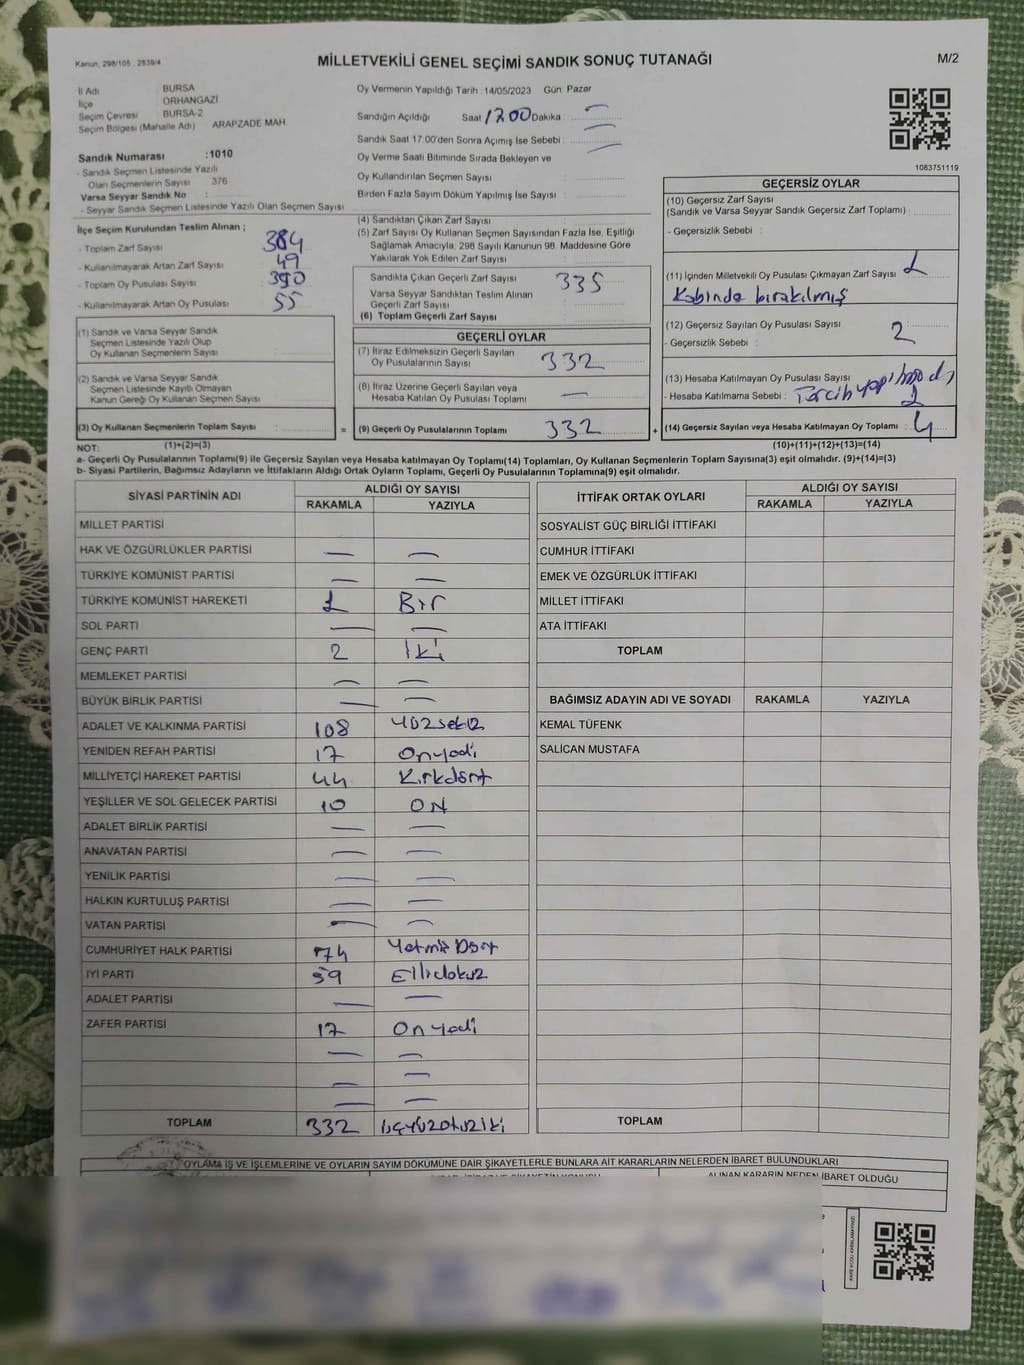 Kanun, 298/105 , 2839/4
MİLLETVEKİLİ GENEL SEÇİMİ SANDIK SONUÇ TUTANAĞI
M/2
İl Adı BURSA
İlçe ORHANGAZİ
Seçim Çevresi BURSA-2
Seçim Bölgesi (Mahalle Adı) ARAPZADE MAH.
Sandık Numarası :1010
- Sandık Seçmen Listesinde Yazılı
Olan Seçmenlerin Sayısı 376
Varsa Seyyar Sandık No :
- Seyyar Sandık Seçmen Listesinde Yazılı Olan Seçmen Sayısı
Oy Vermenin Yapıldığı Tarih : 14/05/2023 Gün: Pazar
Sandığın Açıldığı Saat 1700 Dakika : —
Sandık Saat 17.00'den Sonra Açımış İse Sebebi : —
Oy Verme Saati Bitiminde Sırada Bekleyen ve —
Oy Kullandırılan Seçmen Sayısı :
Birden Fazla Sayım Döküm Yapılmış İse Sayısı :
1083751119
İlçe Seçim Kurulundan Teslim Alınan ;
- Toplam Zarf Sayısı : 384
- Kullanılmayarak Artan Zarf Sayısı : 49
- Toplam Oy Pusulası Sayısı : 390
- Kullanılmayarak Artan Oy Pusulası : 55
(4) Sandıktan Çıkan Zarf Sayısı :
(5) Zarf Sayısı Oy Kullanan Seçmen Sayısından Fazla İse, Eşitliği
Sağlamak Amacıyla, 298 Sayılı Kanunun 98. Maddesine Göre
Yakılarak Yok Edilen Zarf Sayısı :
Sandıkta Çıkan Geçerli Zarf Sayısı : 335
Varsa Seyyar Sandıktan Teslim Alınan
Geçerli Zarf Sayısı :
(6) Toplam Geçerli Zarf Sayısı :
GEÇERSİZ OYLAR
(10) Geçersiz Zarf Sayısı
(Sandık ve Varsa Seyyar Sandık Geçersiz Zarf Toplamı) :
- Geçersizlik Sebebi :
(11) İçinden Milletvekili Oy Pusulası Çıkmayan Zarf Sayısı : 1
Kabinde bırakılmış
(12) Geçersiz Sayılan Oy Pusulası Sayısı : 2
- Geçersizlik Sebebi :
(13) Hesaba Katılmayan Oy Pusulası Sayısı
- Hesaba Katılmama Sebebi :
(14) Geçersiz Sayılan veya Hesaba Katılmayan Oy Toplamı : 4
(1) Sandık ve Varsa Seyyar Sandık
Seçmen Listesinde Yazılı Olup
Oy Kullanan Seçmenlerin Sayısı :
(2) Sandık ve Varsa Seyyar Sandık
Seçmen Listesinde Kayıtlı Olmayan
Kanun Gereği Oy Kullanan Seçmen Sayısı :
(3) Oy Kullanan Seçmenlerin Toplam Sayısı :
GEÇERLİ OYLAR
(7) İtiraz Edilmeksizin Geçerli Sayılan
Oy Pusulalarının Sayısı : 332
(8) İtiraz Üzerine Geçerli Sayılan veya
Hesaba Katılan Oy Pusulaları Toplamı : —
= (9) Geçerli Oy Pusulalarının Toplamı : 332 +
NOT: (1)+(2)=(3) (10)+(11)+(12)+(13)=(14)
a- Geçerli Oy Pusulalarının Toplamı(9) ile Geçersiz Sayılan veya Hesaba katılmayan Oy Toplamı(14) Toplamları, Oy Kullanan Seçmenlerin Toplam Sayısına(3) eşit olmalıdır. (9)+(14)=(3)
b- Siyasi Partilerin, Bağımsız Adayların ve İttifakların Aldığı Ortak Oyların Toplamı, Geçerli Oy Pusulalarının Toplamına(9) eşit olmalıdır.
SİYASİ PARTİNİN ADI ALDIĞI OY SAYISI
RAKAMLA YAZIYLA
MİLLET PARTİSİ
HAK VE ÖZGÜRLÜKLER PARTİSİ — —
TÜRKİYE KOMÜNİST PARTİSİ — —
TÜRKİYE KOMÜNİST HAREKETİ 1 Bir
SOL PARTİ — —
GENÇ PARTİ 2 İki
MEMLEKET PARTİSİ — —
BÜYÜK BİRLİK PARTİSİ — —
ADALET VE KALKINMA PARTİSİ 108 Yüzsekiz
YENİDEN REFAH PARTİSİ 17 Onyedi
MİLLİYETÇİ HAREKET PARTİSİ 44 Kırkdört
YEŞİLLER VE SOL GELECEK PARTİSİ 10 ON
ADALET BİRLİK PARTİSİ — —
ANAVATAN PARTİSİ — —
YENİLİK PARTİSİ — —
HALKIN KURTULUŞ PARTİSİ — —
VATAN PARTİSİ — —
CUMHURİYET HALK PARTİSİ 74 Yetmiş Dört
İYİ PARTİ 59 Ellidokuz
ADALET PARTİSİ — —
ZAFER PARTİSİ 17 Onyedi
— —
— —
— —
TOPLAM 332 üçyüzotuziki
İTTİFAK ORTAK OYLARI ALDIĞI OY SAYISI
RAKAMLA YAZIYLA
SOSYALİST GÜÇ BİRLİĞİ İTTİFAKI
CUMHUR İTTİFAKI
EMEK VE ÖZGÜRLÜK İTTİFAKI
MİLLET İTTİFAKI
ATA İTTİFAKI
TOPLAM
BAĞIMSIZ ADAYIN ADI VE SOYADI RAKAMLA YAZIYLA
KEMAL TÜFENK
SALİCAN MUSTAFA
TOPLAM
OYLAMA İŞ VE İŞLEMLERİNE VE OYLARIN SAYIM DÖKÜMÜNE DAİR ŞİKAYETLERLE BUNLARA AİT KARARLARIN NELERDEN İBARET BULUNDUKLARI
ALINAN KARARIN NEDEN İBARET OLDUĞU